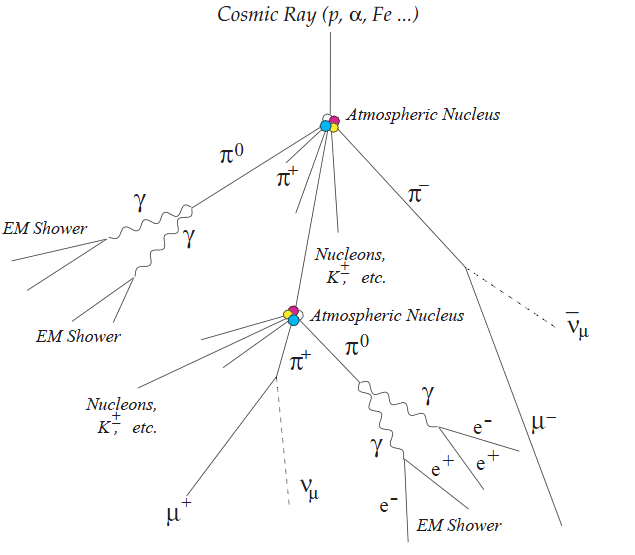 Cosmic Ray (p, α, Fe ...)
Atmospheric Nucleus
π⁰
π⁺
π⁻
γ
EM Shower
γ
Nucleons,
K±, etc.
Atmospheric Nucleus
ν̅μ
EM Shower
π⁺
π⁰
γ
Nucleons,
K±, etc.
e⁻
μ⁻
γ
e⁺
e⁺
νμ
μ⁺
e⁻
EM Shower